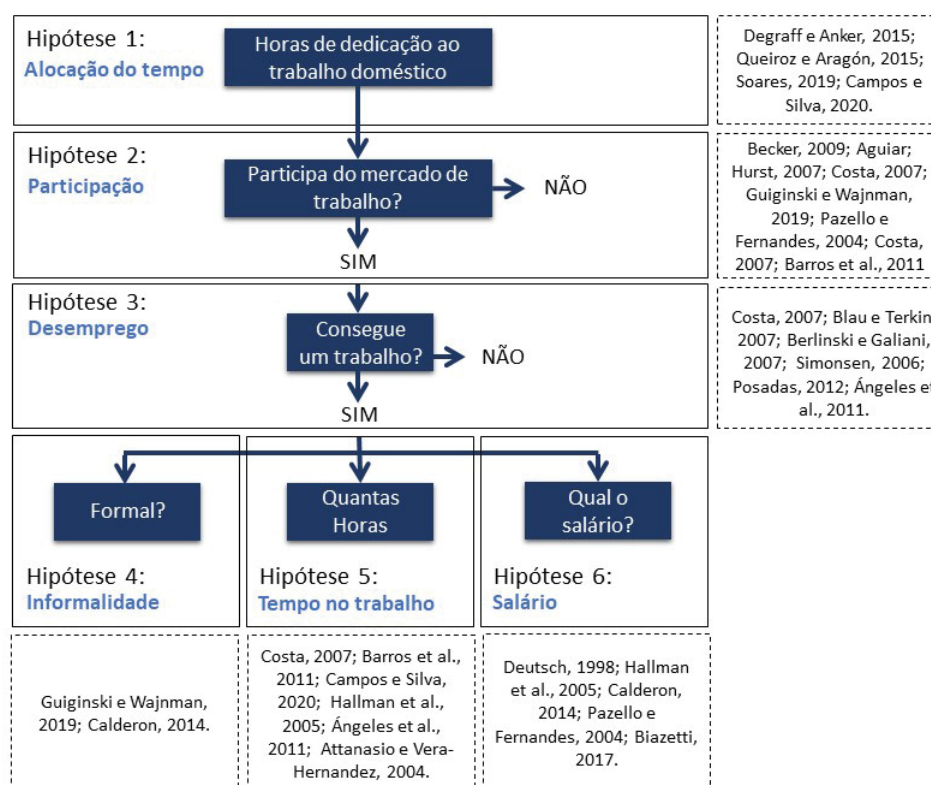 Hipótese 1:
Alocação do tempo
Horas de dedicação ao
trabalho doméstico
Degraff e Anker, 2015;
Queiroz e Aragón, 2015;
Soares, 2019; Campos e
Silva, 2020.
Hipótese 2:
Participação
Participa do mercado de
trabalho?
NÃO
SIM
Becker, 2009; Aguiar;
Hurst, 2007; Costa, 2007;
Guiginski e Wajnman,
2019; Pazello e
Fernandes, 2004; Costa,
2007; Barros et al., 2011
Hipótese 3:
Desemprego
Consegue
um trabalho?
NÃO
SIM
Costa, 2007; Blau e Terkin
2007; Berlinski e Galiani,
2007; Simonsen, 2006;
Posadas, 2012; Ángeles et
al., 2011.
Formal?
Hipótese 4:
Informalidade
Quantas
Horas
Hipótese 5:
Tempo no trabalho
Qual o
salário?
Hipótese 6:
Salário
Guiginski e Wajnman,
2019; Calderon, 2014.
Costa, 2007; Barros et al.,
2011; Campos e Silva,
2020; Hallman et al.,
2005; Ángeles et al.,
2011; Attanasio e Vera-
Hernandez, 2004.
Deutsch, 1998; Hallman
et al., 2005; Calderon,
2014; Pazello e
Fernandes, 2004; Biazetti,
2017.